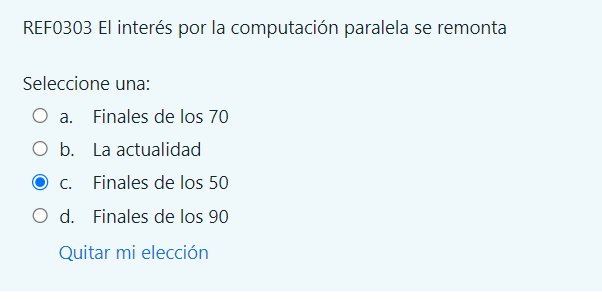 REF0303 El interés por la computación paralela se remonta
Seleccione una:
a. Finales de los 70
b. La actualidad
c. Finales de los 50
d. Finales de los 90
Quitar mi elección